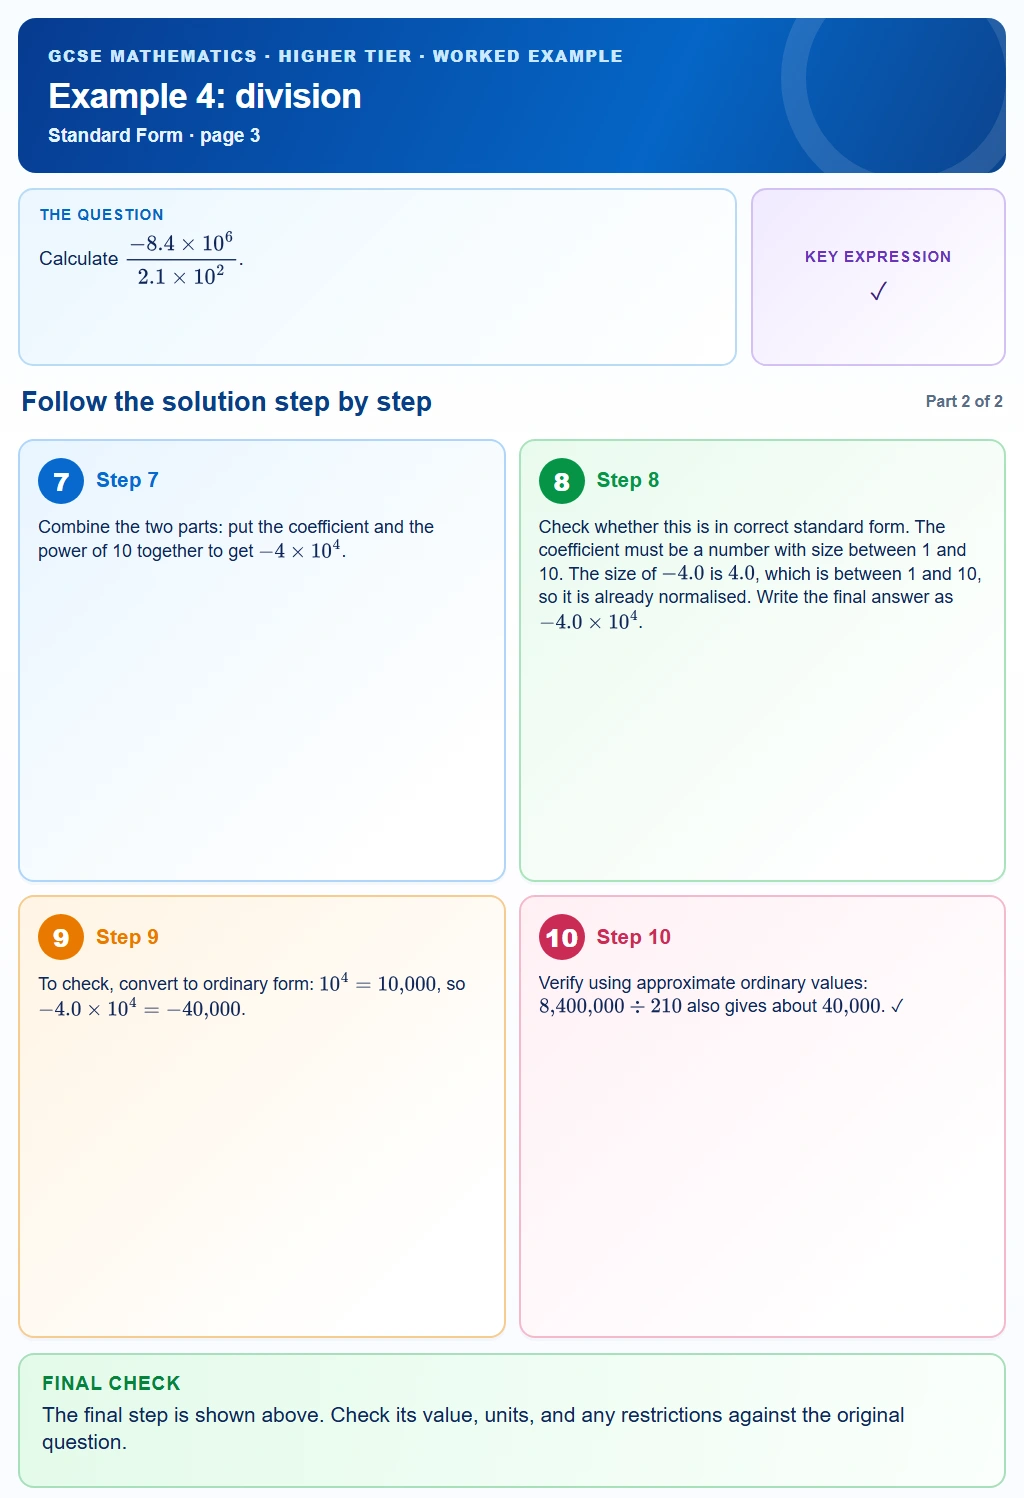 GCSE MATHEMATICS · HIGHER TIER · WORKED EXAMPLE
Example 4: division
Standard Form · page 3
THE QUESTION
Calculate $\frac{-8.4 \times 10^6}{2.1 \times 10^2}$.
KEY EXPRESSION
✓
Follow the solution step by step
Part 2 of 2
7 Step 7
Combine the two parts: put the coefficient and the
power of 10 together to get $-4 \times 10^4$.
8 Step 8
Check whether this is in correct standard form. The
coefficient must be a number with size between 1 and
10. The size of $-4.0$ is $4.0$, which is between 1 and 10,
so it is already normalised. Write the final answer as
$-4.0 \times 10^4$.
9 Step 9
To check, convert to ordinary form: $10^4 = 10,000$, so
$-4.0 \times 10^4 = -40,000$.
10 Step 10
Verify using approximate ordinary values:
$8,400,000 \div 210$ also gives about $40,000$. ✓
FINAL CHECK
The final step is shown above. Check its value, units, and any restrictions against the original
question.